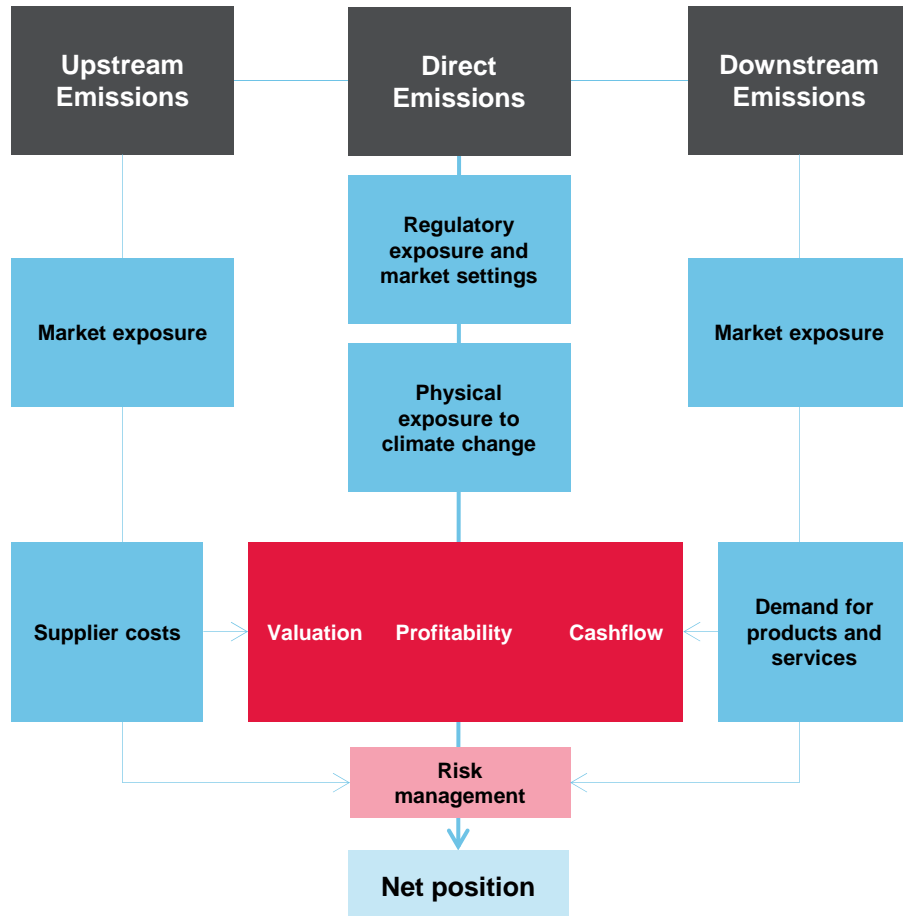 Upstream
Emissions
Direct
Emissions
Downstream
Emissions
Regulatory
exposure and
market settings
Market exposure
Market exposure
Physical
exposure to
climate change
Supplier costs
Valuation Profitability Cashflow
Demand for
products and
services
Risk
management
Net position